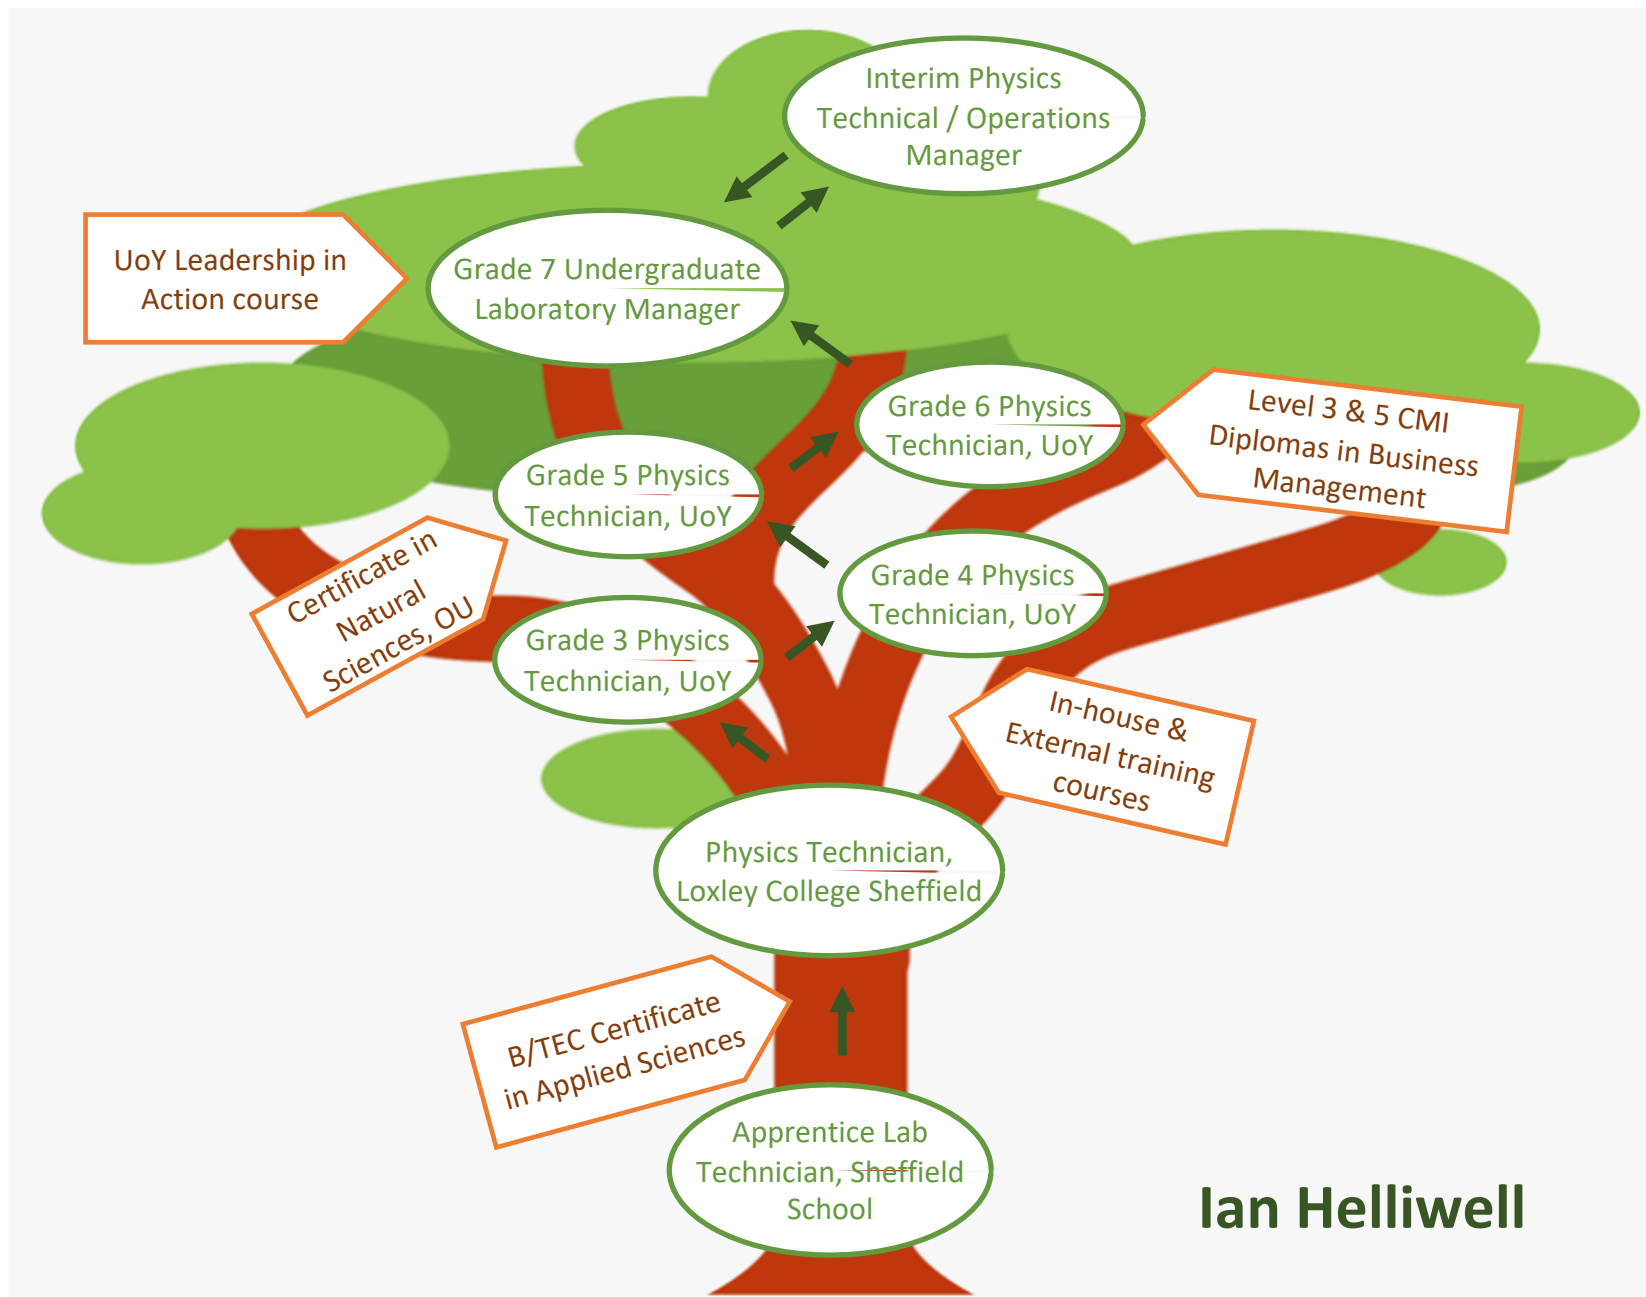 Interim Physics
Technical / Operations
Manager
UoY Leadership in
Action course
Grade 7 Undergraduate
Laboratory Manager
Grade 6 Physics
Technician, UoY
Level 3 & 5 CMI
Diplomas in Business
Management
Grade 5 Physics
Technician, UoY
Certificate in
Natural
Sciences, OU
Grade 4 Physics
Technician, UoY
Grade 3 Physics
Technician, UoY
In-house &
External training
courses
Physics Technician,
Loxley College Sheffield
B/TEC Certificate
in Applied Sciences
Apprentice Lab
Technician, Sheffield
School
Ian Helliwell